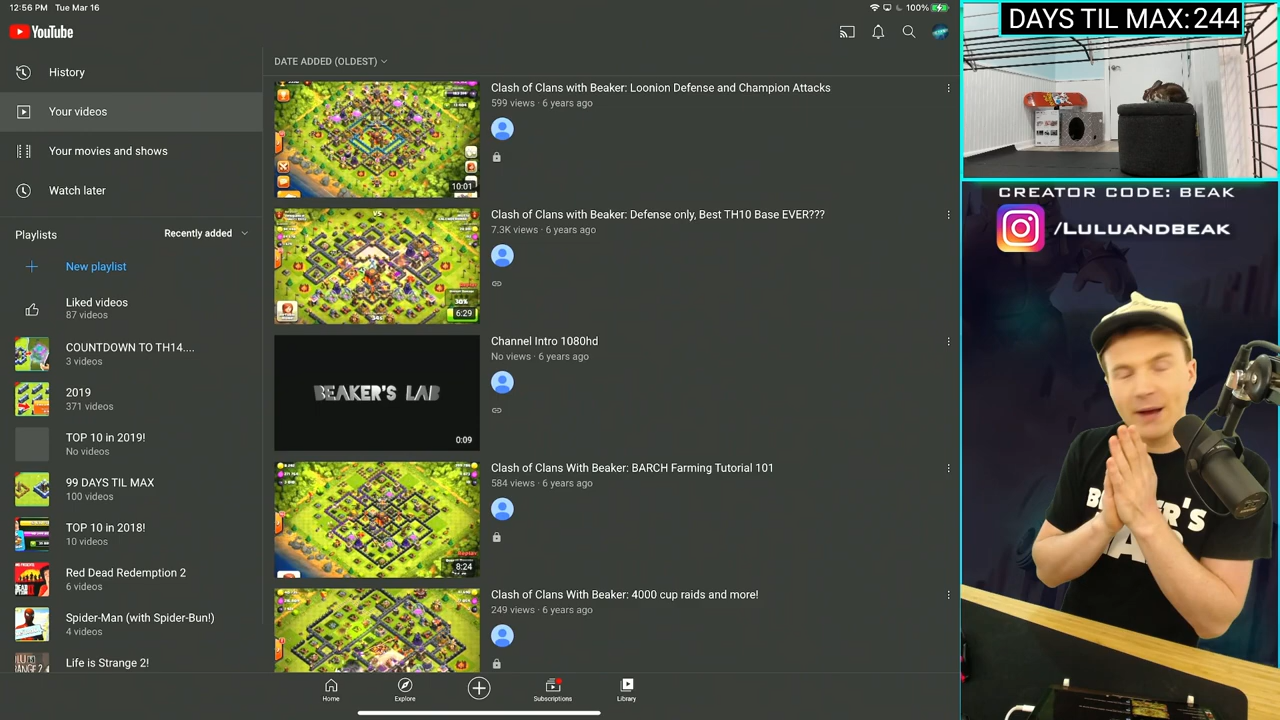 12:56 PM Tue Mar 16
100%
YouTube
History
Your videos
Your movies and shows
Watch later
Playlists
Recently added
New playlist
Liked videos
87 videos
COUNTDOWN TO TH14....
3 videos
2019
371 videos
TOP 10 in 2019!
No videos
99 DAYS TIL MAX
100 videos
TOP 10 in 2018!
10 videos
Red Dead Redemption 2
6 videos
Spider-Man (with Spider-Bun!)
4 videos
Life is Strange 2!
DATE ADDED (OLDEST)
10:01
Clash of Clans with Beaker: Loonion Defense and Champion Attacks
599 views · 6 years ago
6:29
Clash of Clans with Beaker: Defense only, Best TH10 Base EVER???
7.3K views · 6 years ago
BEAKER'S LAB
0:09
Channel Intro 1080hd
No views · 6 years ago
8:24
Clash of Clans With Beaker: BARCH Farming Tutorial 101
584 views · 6 years ago
Clash of Clans with Beaker: 4000 cup raids and more!
249 views · 6 years ago
Home
Explore
Subscriptions
Library
DAYS TIL MAX: 244
CREATOR CODE: BEAK
/LULUANDBEAK